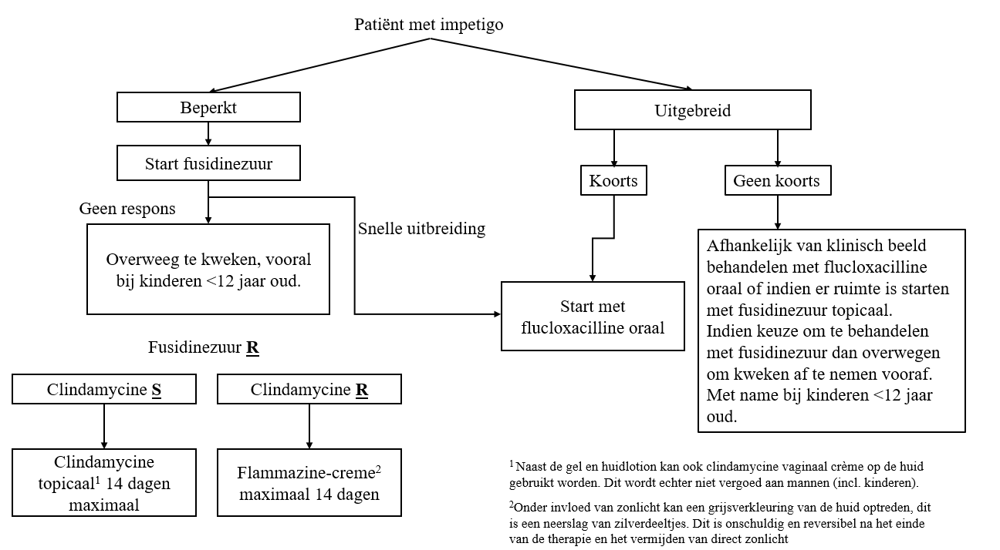 Patiënt met impetigo
Beperkt
Uitgebreid
Start fusidinezuur
Koorts
Geen koorts
Geen respons
Snelle uitbreiding
Overweeg te kweken, vooral
bij kinderen <12 jaar oud.
Start met
flucloxacilline oraal
Afhankelijk van klinisch beeld
behandelen met flucloxacilline
oraal of indien er ruimte is starten
met fusidinezuur topicaal.
Indien keuze om te behandelen
met fusidinezuur dan overwegen
om kweken af te nemen vooraf.
Met name bij kinderen <12 jaar
oud.
Fusidinezuur R
Clindamycine S
Clindamycine R
Clindamycine
topicaal¹ 14 dagen
maximaal
Flammazine-creme²
maximaal 14 dagen
¹ Naast de gel en huidlotion kan ook clindamycine vaginaal crème op de huid
gebruikt worden. Dit wordt echter niet vergoed aan mannen (incl. kinderen).
²Onder invloed van zonlicht kan een grijsverkleuring van de huid optreden, dit
is een neerslag van zilverdeeltjes. Dit is onschuldig en reversibel na het einde
van de therapie en het vermijden van direct zonlicht